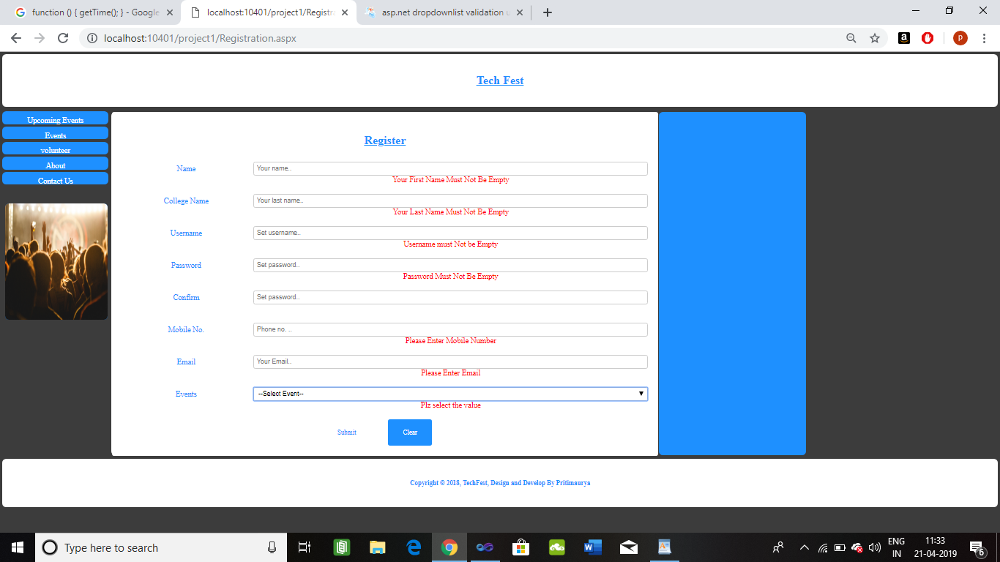 function () { getTime(); } - Google
localhost:10401/project1/Registra
asp.net dropdownlist validation u
localhost:10401/project1/Registration.aspx
a
p
Tech Fest
Upcoming Events
Events
volunteer
About
Contact Us
Register
Name
Your name..
Your First Name Must Not Be Empty
College Name
Your last name..
Your Last Name Must Not Be Empty
Username
Set username..
Username must Not be Empty
Password
Set password..
Password Must Not Be Empty
Confirm
Set password..
Mobile No.
Phone no. ..
Please Enter Mobile Number
Email
Your Email..
Please Enter Email
Events
--Select Event--
Plz select the value
Submit
Clear
Copyright © 2018, TechFest, Design and Develop By Pritimaurya
Type here to search
ENG
IN
11:33
21-04-2019
6